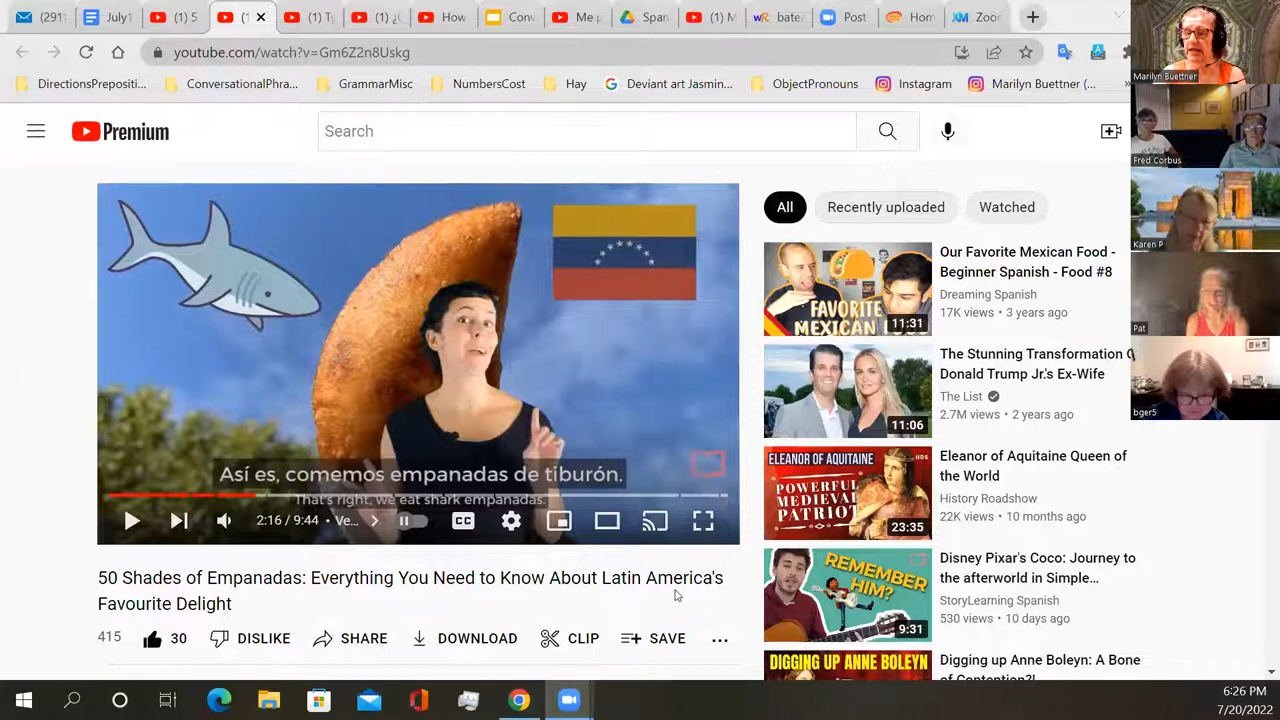 (291
July1
(1) 5
(1
(1) T
(1) ¿
How
Con
Me p
Span
(1) M
bate
Post
Hom
Zoo
youtube.com/watch?v=Gm6Z2n8Uskg
DirectionsPrepositi...
ConversationalPhra...
GrammarMisc
NumbersCost
Hay
Deviant art Jasmin...
ObjectPronouns
Instagram
Marilyn Buettner (...
Premium
Search
All
Recently uploaded
Watched
Así es, comemos empanadas de tiburón.
That's right, we eat shark empanadas.
2:16 / 9:44 • Ve...
CC
50 Shades of Empanadas: Everything You Need to Know About Latin America's
Favourite Delight
415
30
DISLIKE
SHARE
DOWNLOAD
CLIP
SAVE
FAVORITE
MEXICAN FOOD
11:31
Our Favorite Mexican Food -
Beginner Spanish - Food #8
Dreaming Spanish
17K views • 3 years ago
11:06
The Stunning Transformation
Donald Trump Jr.'s Ex-Wife
The List
2.7M views • 2 years ago
ELEANOR OF AQUITAINE
POWERFUL
MEDIEVAL
PATRIOT
23:35
Eleanor of Aquitaine Queen of
the World
History Roadshow
22K views • 10 months ago
REMEMBER
HIM?
9:31
Disney Pixar's Coco: Journey to
the afterworld in Simple...
StoryLearning Spanish
530 views • 10 days ago
DIGGING UP ANNE BOLEYN
Digging up Anne Boleyn: A Bone
of Contention?!
Marilyn Buettner
Fred Corbus
Karen P
Pat
bger5
6:26 PM
7/20/2022